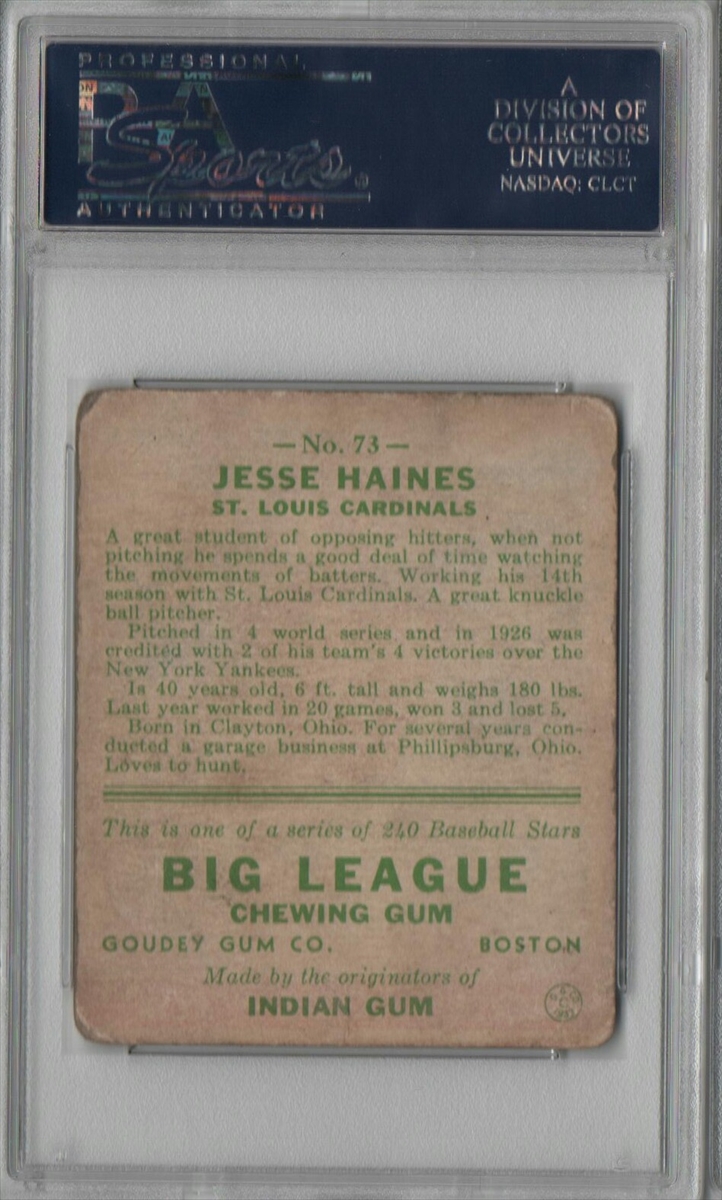 PROFESSIONAL
PSA
Sports
AUTHENTICATOR
A
DIVISION OF
COLLECTORS
UNIVERSE
NASDAQ: CLCT
— No. 73 —
JESSE HAINES
ST. LOUIS CARDINALS
A great student of opposing hitters, when not
pitching he spends a good deal of time watching
the movements of batters. Working his 14th
season with St. Louis Cardinals. A great knuckle
ball pitcher.
Pitched in 4 world series and in 1926 was
credited with 2 of his team's 4 victories over the
New York Yankees.
Is 40 years old, 6 ft. tall and weighs 180 lbs.
Last year worked in 20 games, won 3 and lost 5.
Born in Clayton, Ohio. For several years con-
ducted a garage business at Phillipsburg, Ohio.
Loves to hunt.
This is one of a series of 240 Baseball Stars
BIG LEAGUE
CHEWING GUM
GOUDEY GUM CO. BOSTON
Made by the originators of
INDIAN GUM